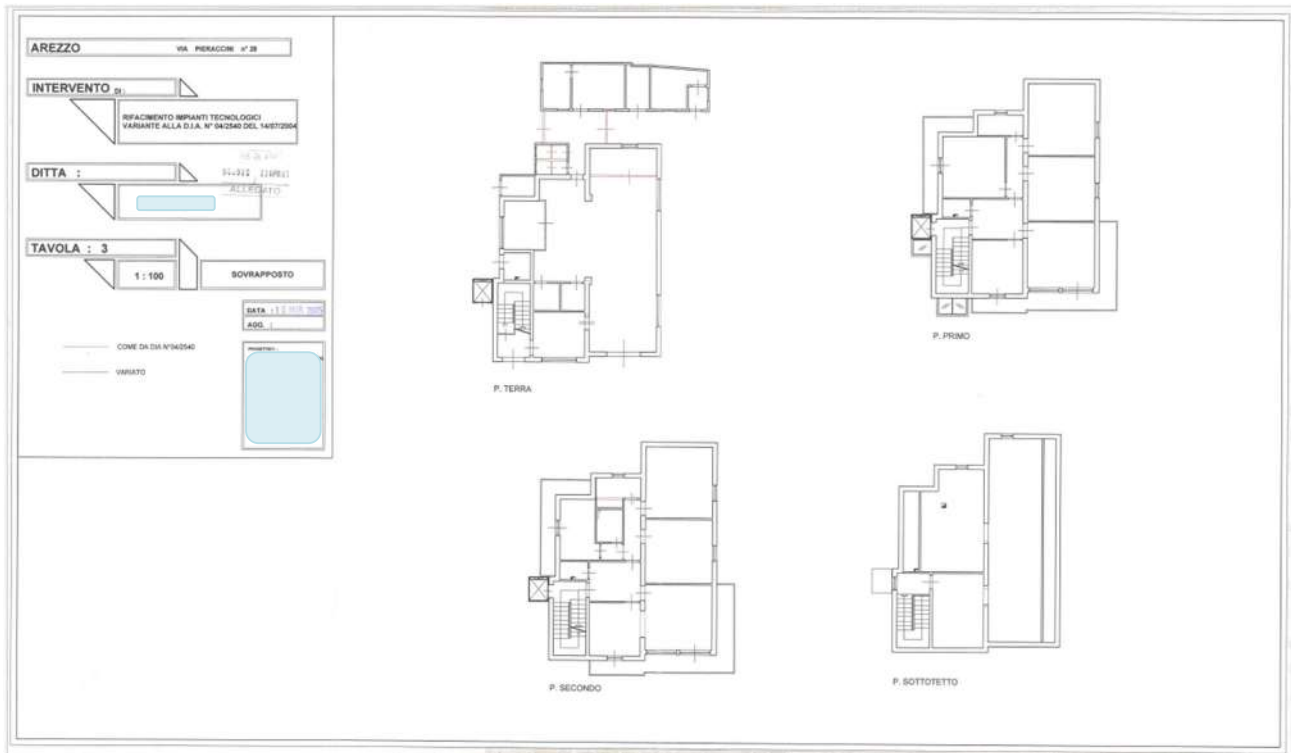 AREZZO VIA PIERACCINI n° 28
INTERVENTO DI :
RIFACIMENTO IMPIANTI TECNOLOGICI
VARIANTE ALLA D.I.A. N° 04/2540 DEL 14/07/2004
DITTA :
ALLEGATO
TAVOLA : 3
1 : 100 SOVRAPPOSTO
DATA :
AGG. :
COME DA DIA N°04/2540
VARIATO
P. TERRA
P. PRIMO
P. SECONDO
P. SOTTOTETTO